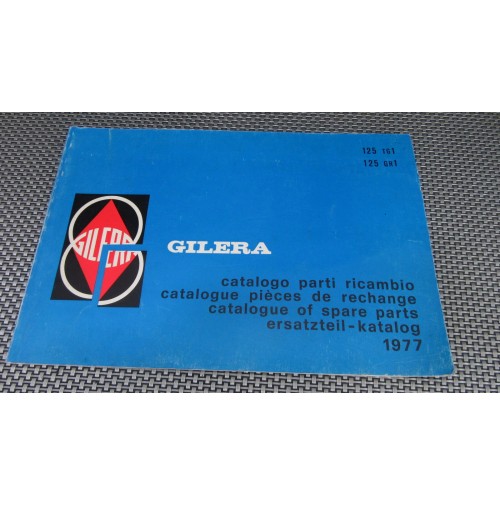 125 TG1
125 GR1
GILERA
GILERA
catalogo parti ricambio
catalogue pièces de rechange
catalogue of spare parts
ersatzteil-katalog
1977